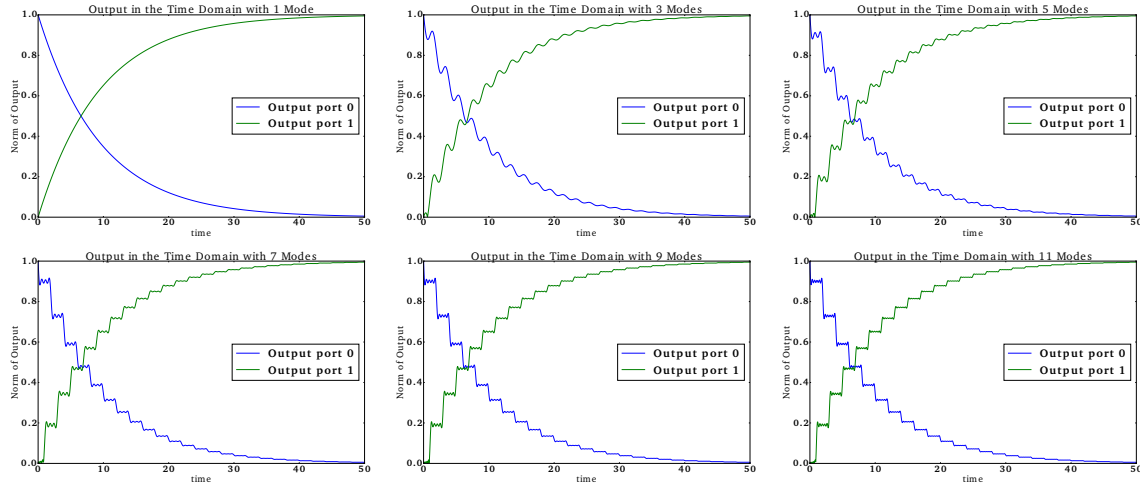 Output in the Time Domain with 1 Mode
Norm of Output
1.0
0.8
0.6
0.4
0.2
0.0
Output port 0
Output port 1
0 10 20 30 40 50
time
Output in the Time Domain with 3 Modes
Norm of Output
1.0
0.8
0.6
0.4
0.2
0.0
Output port 0
Output port 1
0 10 20 30 40 50
time
Output in the Time Domain with 5 Modes
Norm of Output
1.0
0.8
0.6
0.4
0.2
0.0
Output port 0
Output port 1
0 10 20 30 40 50
time
Output in the Time Domain with 7 Modes
Norm of Output
1.0
0.8
0.6
0.4
0.2
0.0
Output port 0
Output port 1
0 10 20 30 40 50
time
Output in the Time Domain with 9 Modes
Norm of Output
1.0
0.8
0.6
0.4
0.2
0.0
Output port 0
Output port 1
0 10 20 30 40 50
time
Output in the Time Domain with 11 Modes
Norm of Output
1.0
0.8
0.6
0.4
0.2
0.0
Output port 0
Output port 1
0 10 20 30 40 50
time